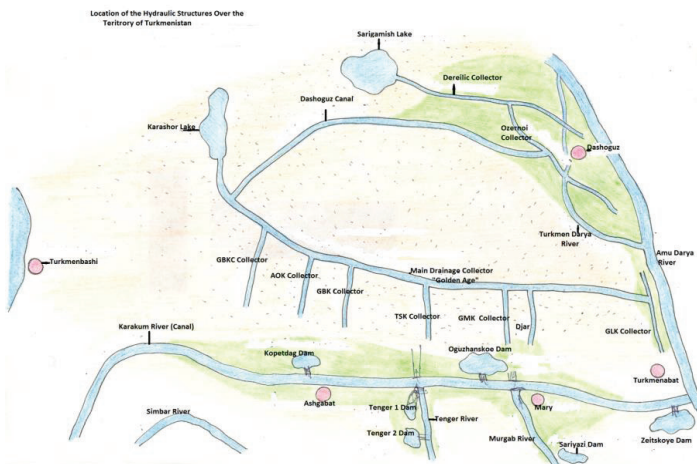 Location of the Hydraulic Structures Over the
Teritrory of Turkmenistan
Sarigamish Lake
Dereilic Collector
Dashoguz Canal
Karashor Lake
Ozernoi
Collector
Dashoguz
Turkmenbashi
Turkmen Darya
River
Amu Darya
River
GBKC Collector
AOK Collector
GBK Collector
Main Drainage Collector
"Golden Age"
TSK Collector
GMK Collector
Djar
GLK Collector
Karakum River (Canal)
Kopetdag Dam
Oguzhanskoe Dam
Turkmenabat
Ashgabat
Simbar River
Tenger 1 Dam
Tenger River
Mary
Tenger 2 Dam
Murgab River
Sariyazi Dam
Zeitskoye Dam